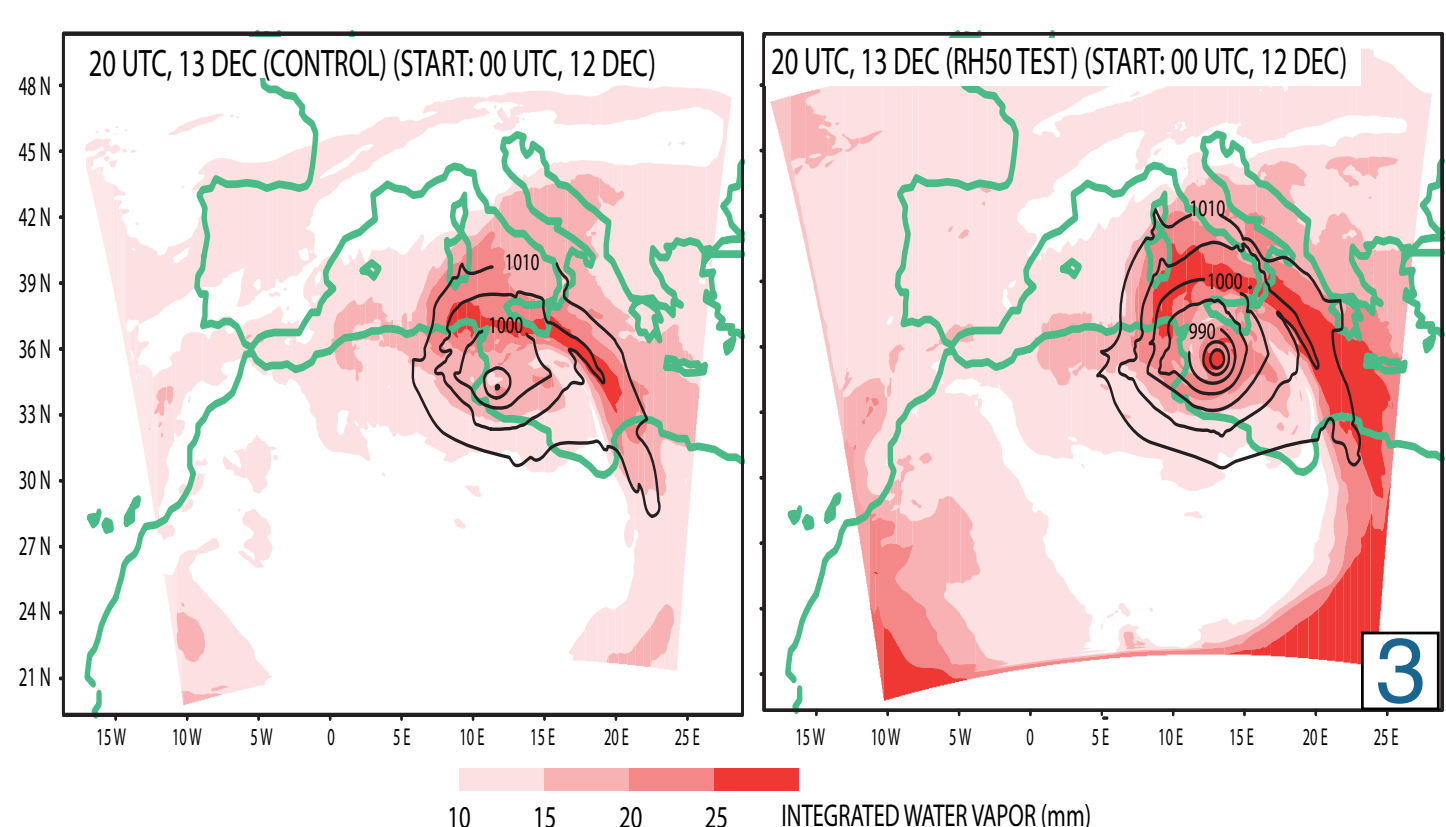 20 UTC, 13 DEC (CONTROL) (START: 00 UTC, 12 DEC)
20 UTC, 13 DEC (RH50 TEST) (START: 00 UTC, 12 DEC)
48 N
45 N
42 N
39 N
36 N
33 N
30 N
27 N
24 N
21 N
1010
1000
1010
1000
990
3
15 W 10 W 5 W 0 5 E 10 E 15 E 20 E 25 E
15 W 10 W 5 W 0 5 E 10 E 15 E 20 E 25 E
10 15 20 25 INTEGRATED WATER VAPOR (mm)